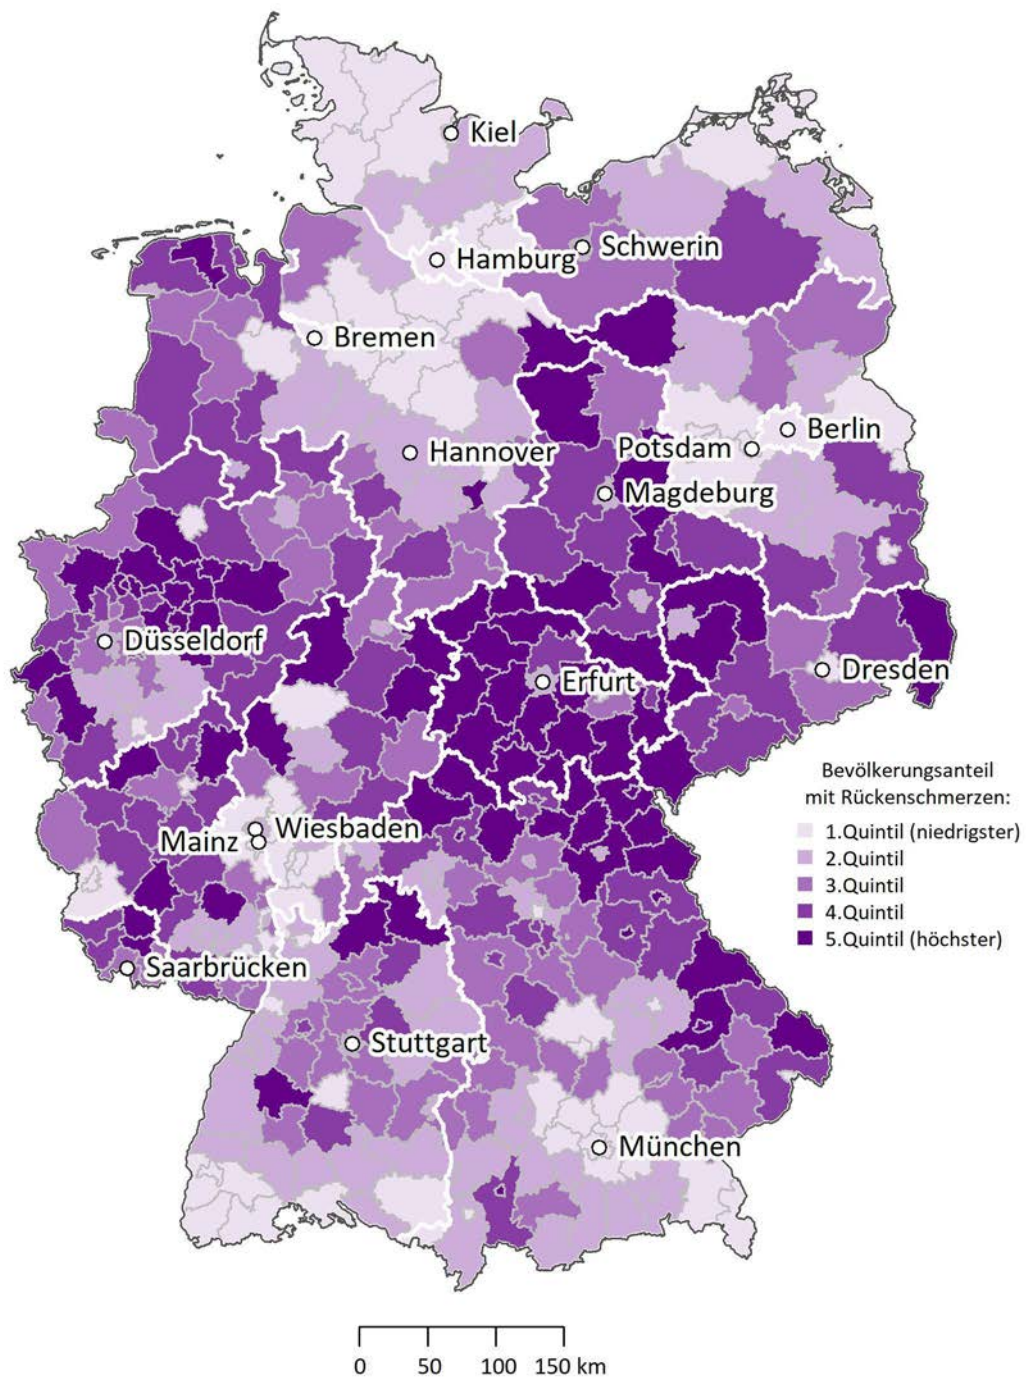 Kiel
Schwerin
Hamburg
Bremen
Berlin
Hannover
Potsdam
Magdeburg
Düsseldorf
Erfurt
Dresden
Bevölkerungsanteil
mit Rückenschmerzen:
1.Quintil (niedrigster)
2.Quintil
3.Quintil
4.Quintil
5.Quintil (höchster)
Wiesbaden
Mainz
Saarbrücken
Stuttgart
München
0 50 100 150 km